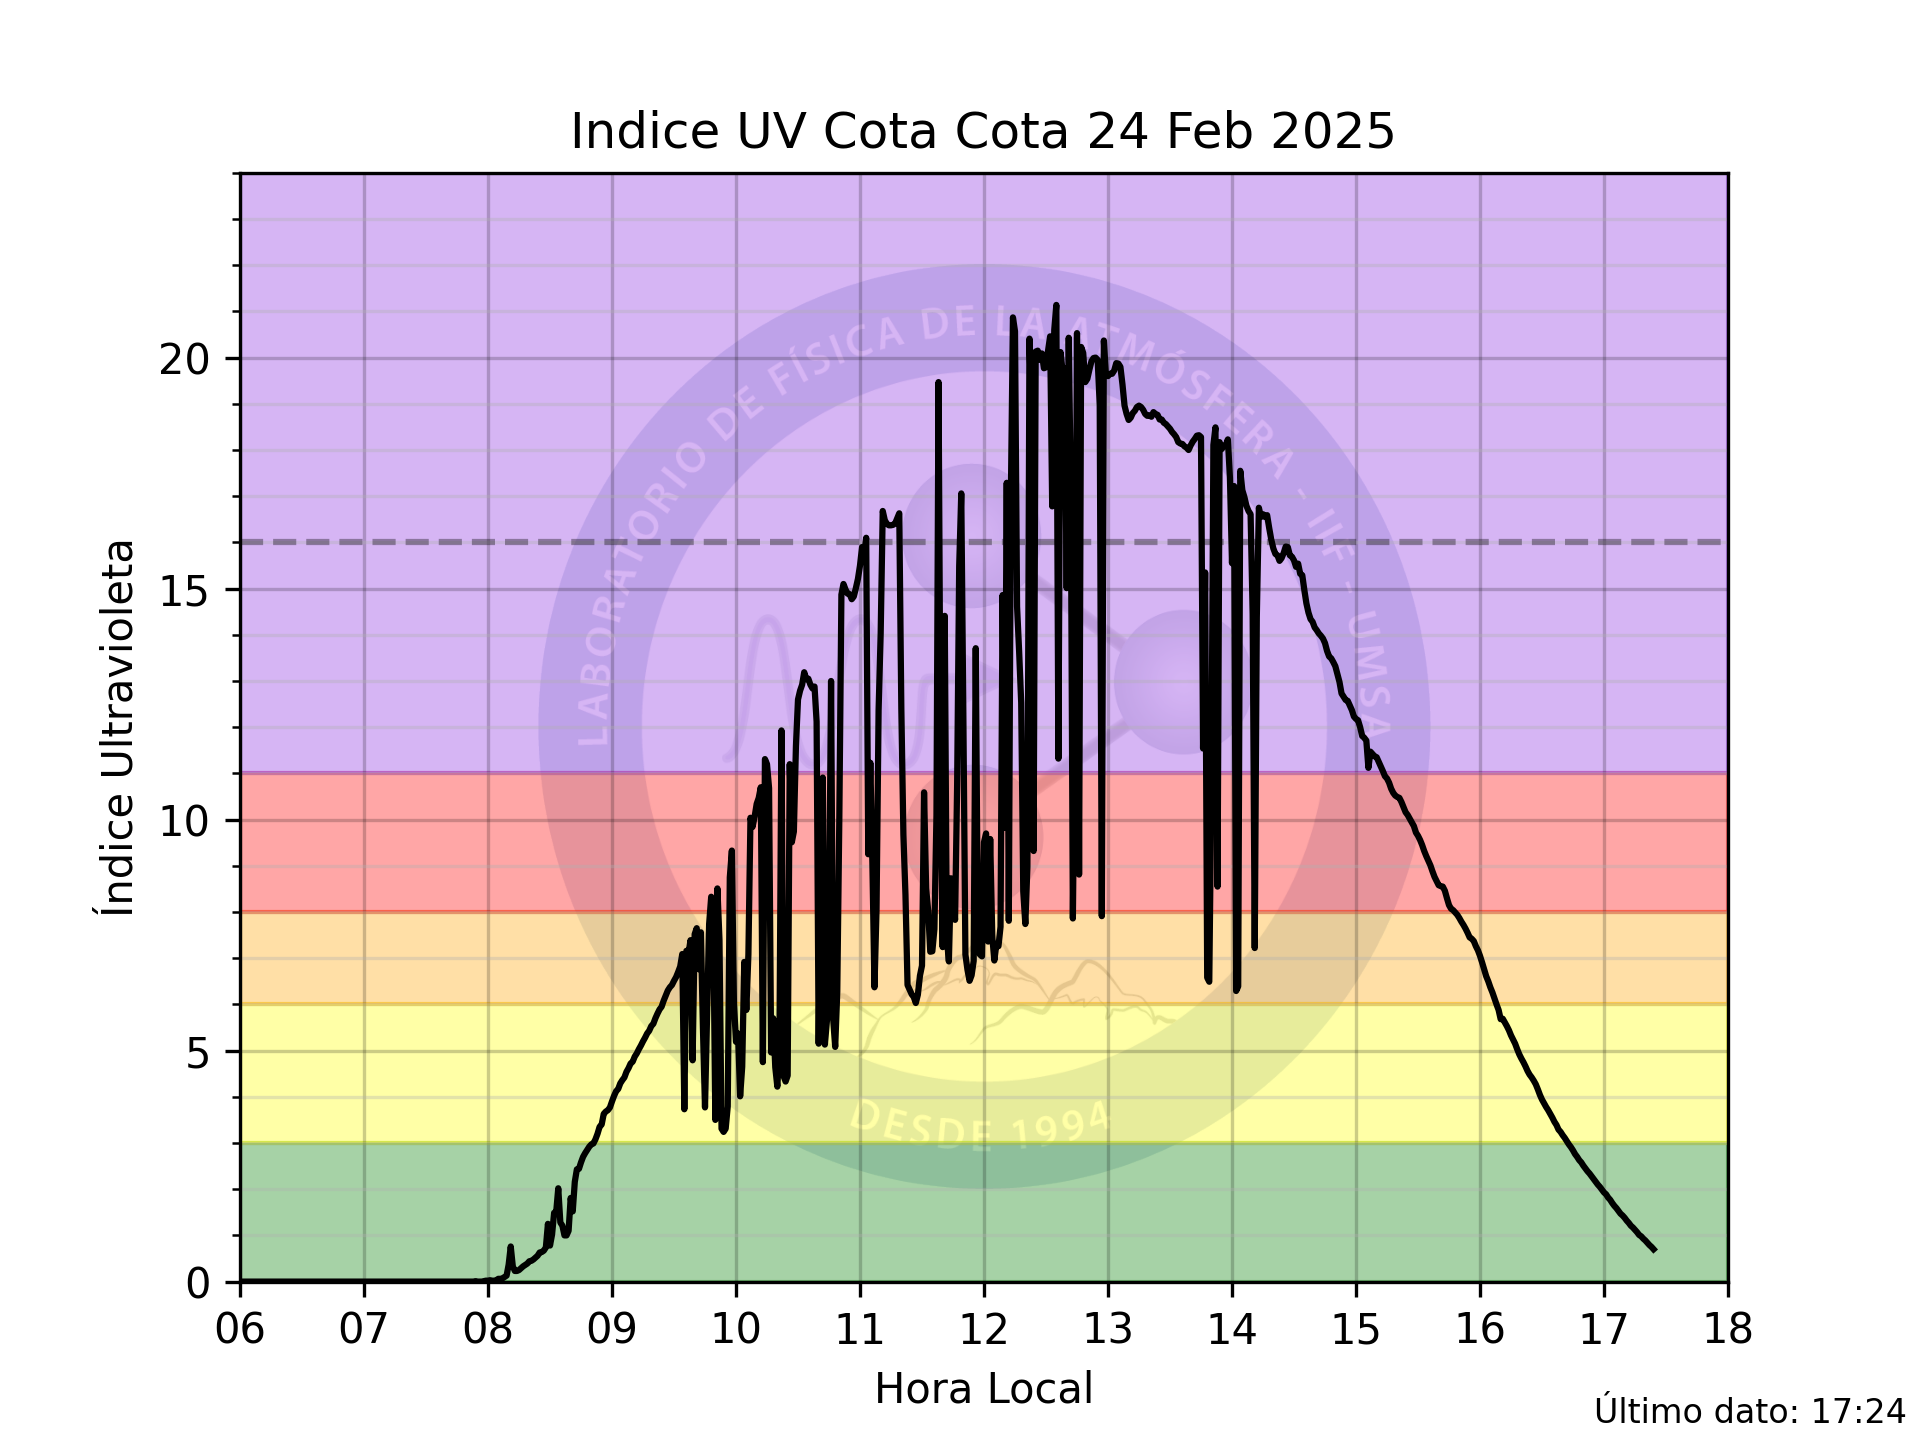 Indice UV Cota Cota 24 Feb 2025
Índice Ultravioleta
20
15
10
5
0
LABORATORIO DE FÍSICA DE LA ATMÓSFERA - IIF - UMSA
DESDE 1994
06 07 08 09 10 11 12 13 14 15 16 17 18
Hora Local
Último dato: 17:24